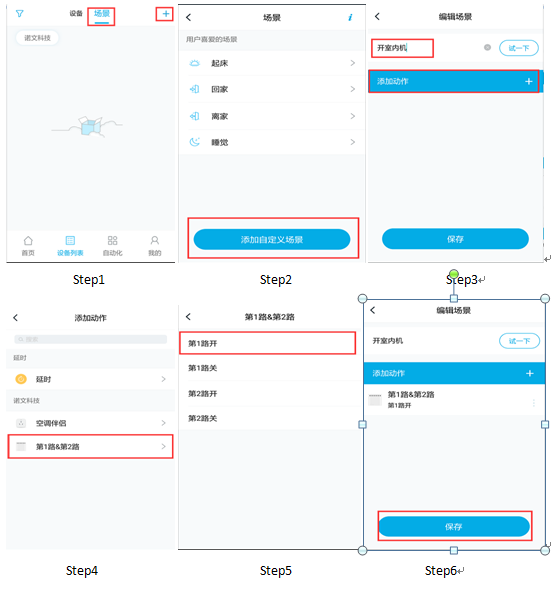 设备 场景 +
诺文科技
首页 设备列表 自动化 我的
Step1
场景 i
用户喜爱的场景
起床
回家
离家
睡觉
添加自定义场景
Step2
编辑场景
开室内机 试一下
添加动作 +
保存
Step3
添加动作
搜索
延时
延时
诺文科技
空调伴侣
第1路&第2路
Step4
第1路&第2路
第1路开
第1路关
第2路开
第2路关
Step5
编辑场景
开室内机 试一下
添加动作 +
第1路&第2路
第1路开
保存
Step6